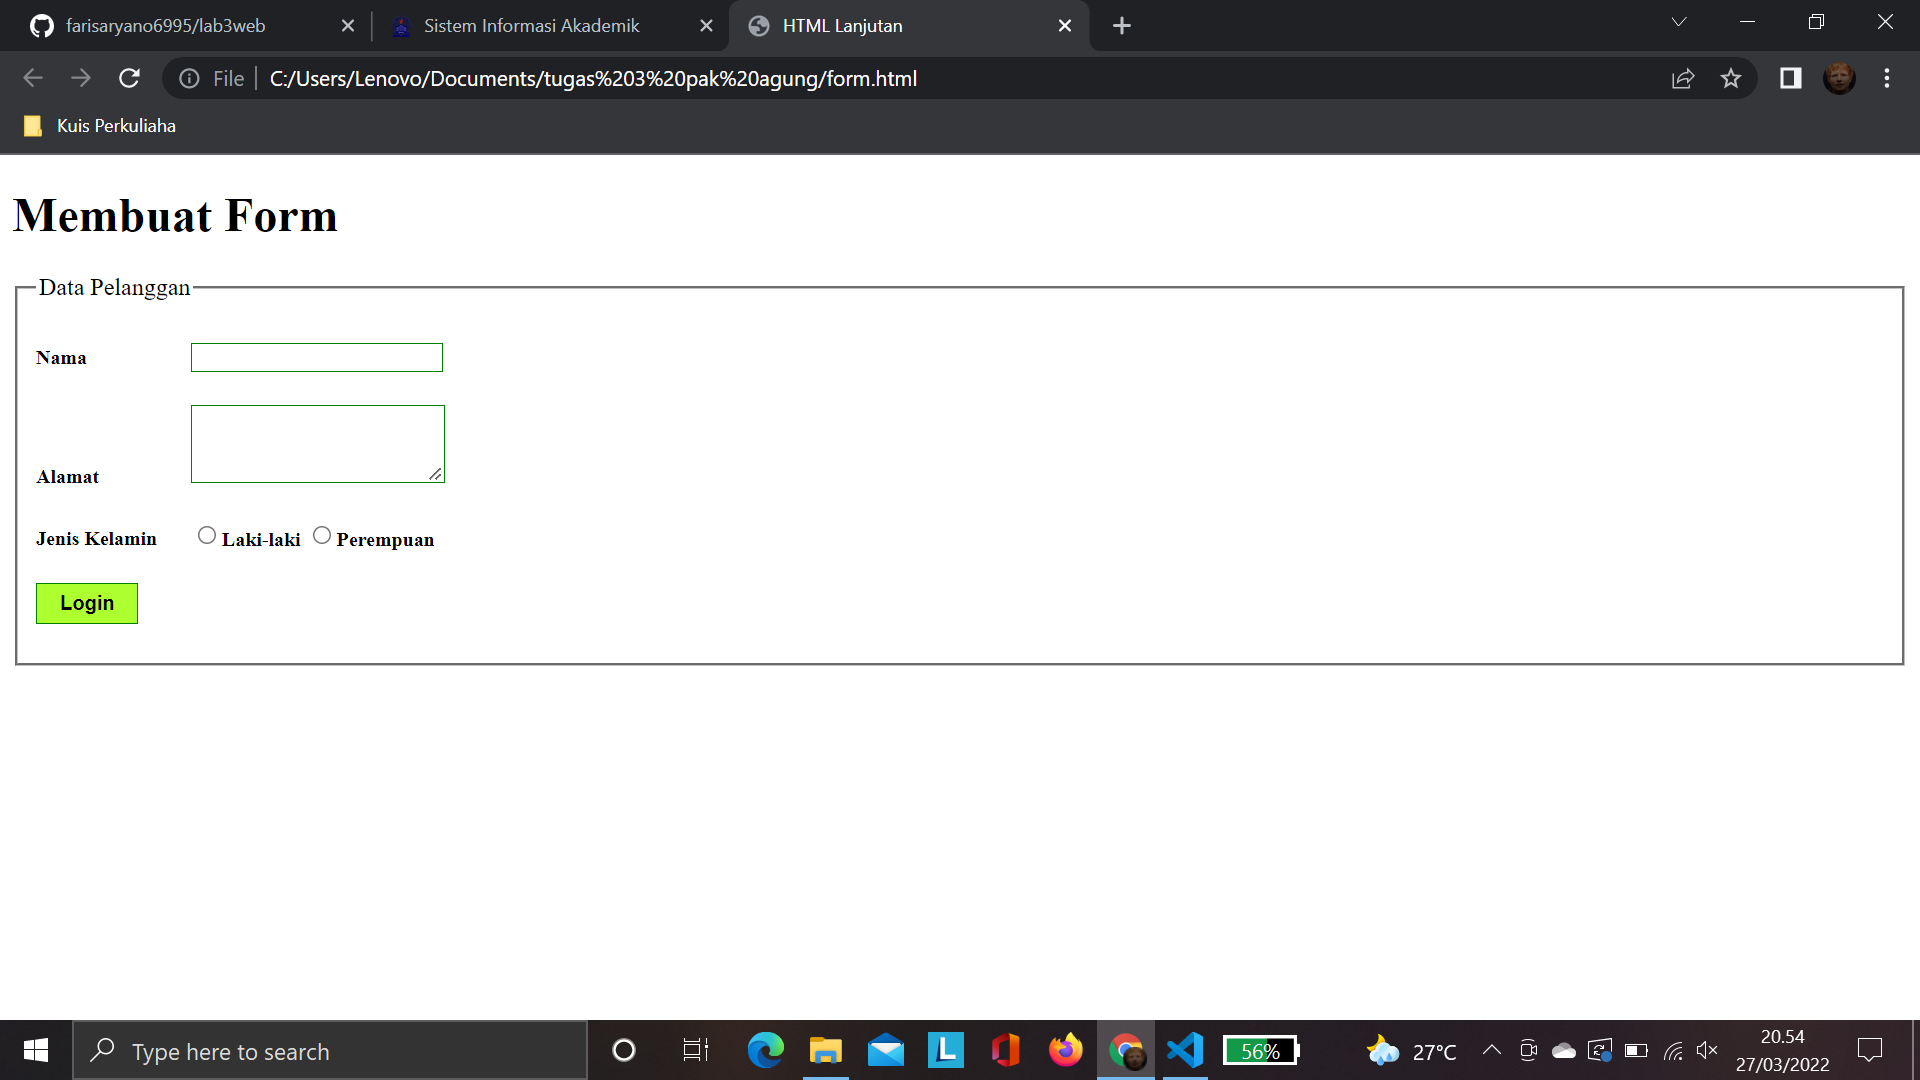 farisaryano6995/lab3web
Sistem Informasi Akademik
HTML Lanjutan
File
C:/Users/Lenovo/Documents/tugas%203%20pak%20agung/form.html
Kuis Perkuliaha
Membuat Form
Data Pelanggan
Nama
Alamat
Jenis Kelamin
Laki-laki
Perempuan
Login
Type here to search
L
56%
27°C
20.54
27/03/2022